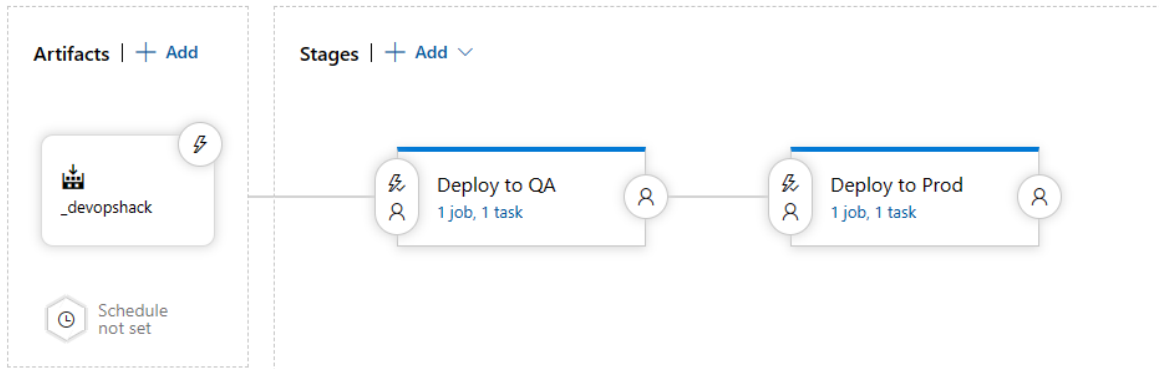 Artifacts | + Add
Stages | + Add
_devopshack
Deploy to QA
1 job, 1 task
Deploy to Prod
1 job, 1 task
Schedule
not set